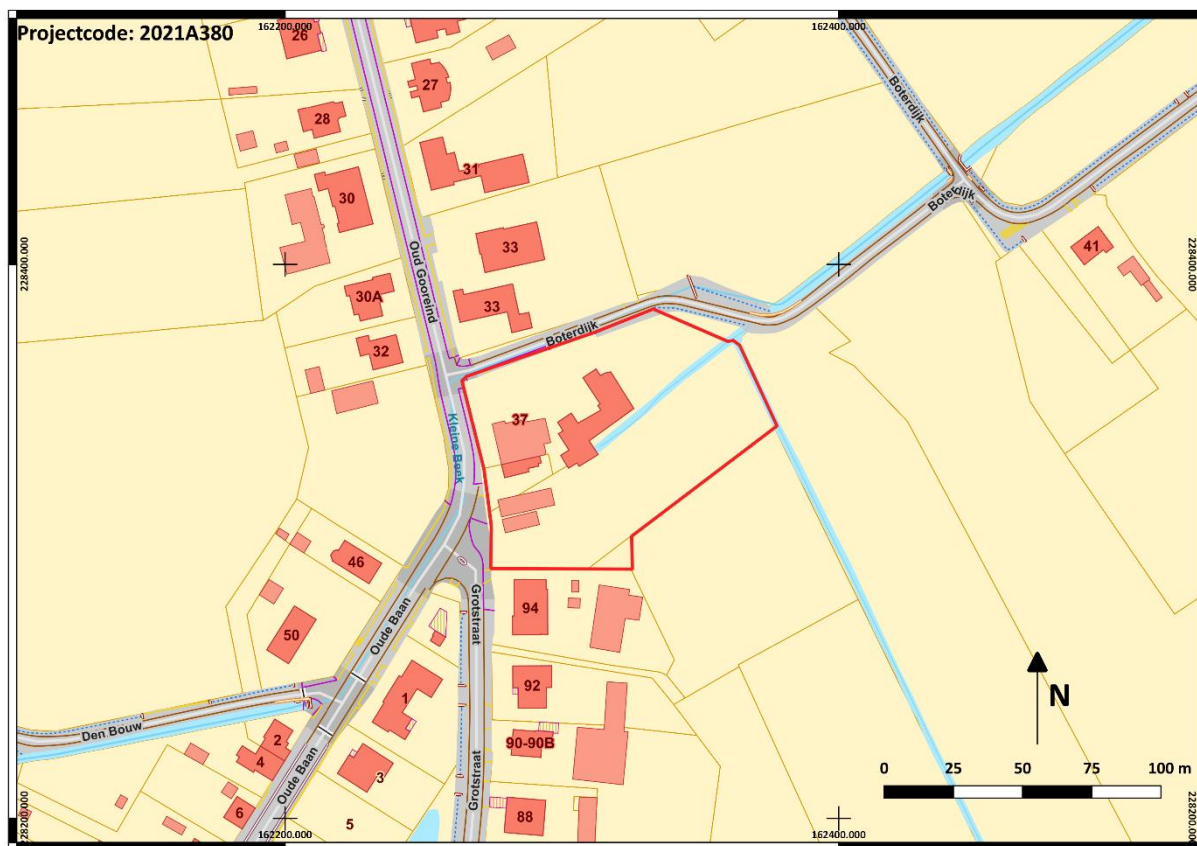 162200.000
162400.000
Projectcode: 2021A380
26
27
28
31
30
Boterdijk
Boterdijk
41
33
Oud Gooreind
228400.000
228400.000
30A
33
32
Boterdijk
37
Kleine Beek
46
Grotstraat
94
50
Oude Baan
92
1
N
Den Bouw
2
90-90B
4
3
Oude Baan
Grotstraat
0 25 50 75 100 m
6
5
88
228200.000
228200.000
162200.000
162400.000